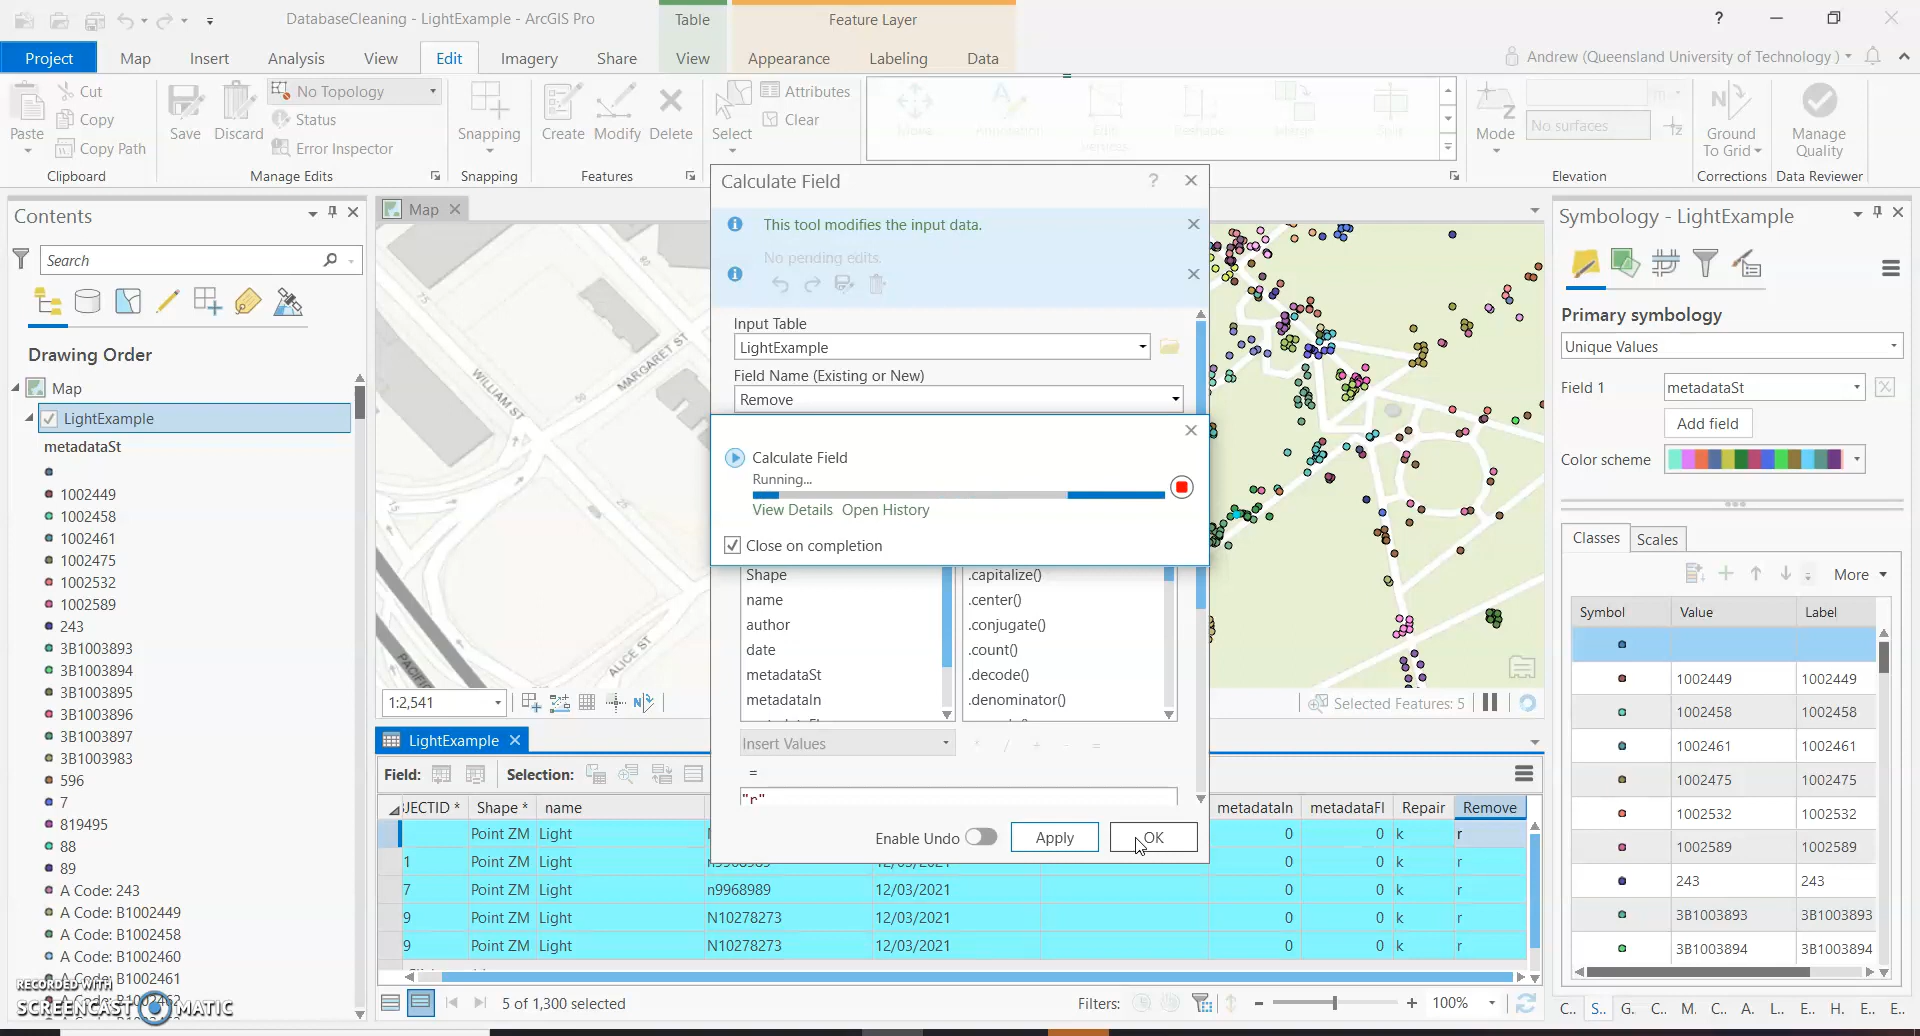 DatabaseCleaning - LightExample - ArcGIS Pro
Table
Feature Layer
?
Project
Map
Insert
Analysis
View
Edit
Imagery
Share
View
Appearance
Labeling
Data
Andrew (Queensland University of Technology )
Paste
Cut
Copy
Copy Path
Clipboard
Save
Discard
No Topology
Status
Error Inspector
Manage Edits
Snapping
Snapping
Create
Modify
Delete
Features
Select
Attributes
Clear
Mode
No surfaces
Elevation
Ground
To Grid
Corrections
Manage
Quality
Data Reviewer
Contents
Search
Drawing Order
Map
LightExample
metadataSt
1002449
1002458
1002461
1002475
1002532
1002589
243
3B1003893
3B1003894
3B1003895
3B1003896
3B1003897
3B1003983
596
7
819495
88
89
A Code: 243
A Code: B1002449
A Code: B1002458
A Code: B1002460
A Code: B1002461
RECORDED WITH
SCREENCAST MATIC
Map
WILLIAM ST
MARGARET ST
ALICE ST
1:2,541
Selected Features: 5
Calculate Field
?
This tool modifies the input data.
No pending edits.
Input Table
LightExample
Field Name (Existing or New)
Remove
Calculate Field
Running...
View Details Open History
Close on completion
Shape
name
author
date
metadataSt
metadataIn
.capitalize()
.center()
.conjugate()
.count()
.decode()
.denominator()
Insert Values
* / + - =
=
"r"
Enable Undo
Apply
OK
LightExample
Field:
Selection:
JECTID * Shape * name metadataIn metadataFl Repair Remove
Point ZM Light 0 0 k r
1 Point ZM Light n9968989 12/03/2021 0 0 k r
7 Point ZM Light n9968989 12/03/2021 0 0 k r
9 Point ZM Light N10278273 12/03/2021 0 0 k r
9 Point ZM Light N10278273 12/03/2021 0 0 k r
5 of 1,300 selected
Filters:
- + 100%
Symbology - LightExample
Primary symbology
Unique Values
Field 1
metadataSt
Add field
Color scheme
Classes
Scales
More
Symbol Value Label
1002449 1002449
1002458 1002458
1002461 1002461
1002475 1002475
1002532 1002532
1002589 1002589
243 243
3B1003893 3B1003893
3B1003894 3B1003894
C... S... G. C... M. C... A. L... E... H. E... E...